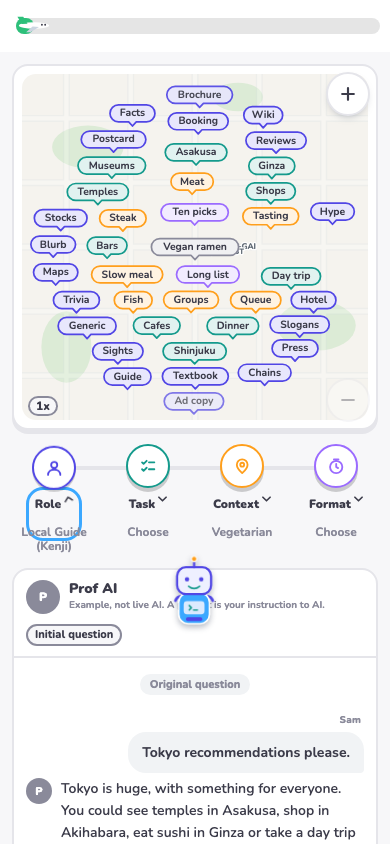 Brochure
Facts
Booking
Wiki
Postcard
Reviews
Asakusa
Museums
Ginza
Meat
Temples
Shops
Ten picks
Stocks
Steak
Tasting
Hype
Blurb
Bars
Vegan ramen
Maps
Slow meal
Long list
Day trip
Trivia
Fish
Groups
Queue
Hotel
Generic
Cafes
Dinner
Slogans
Sights
Shinjuku
Press
Guide
Textbook
Chains
Ad copy
1x
Role
Task
Context
Format
Local Guide
(Kenji)
Choose
Vegetarian
Choose
P
Prof AI
Example, not live AI. A is your instruction to AI.
Initial question
Original question
Sam
Tokyo recommendations please.
P
Tokyo is huge, with something for everyone.
You could see temples in Asakusa, shop in
Akihabara, eat sushi in Ginza or take a day trip